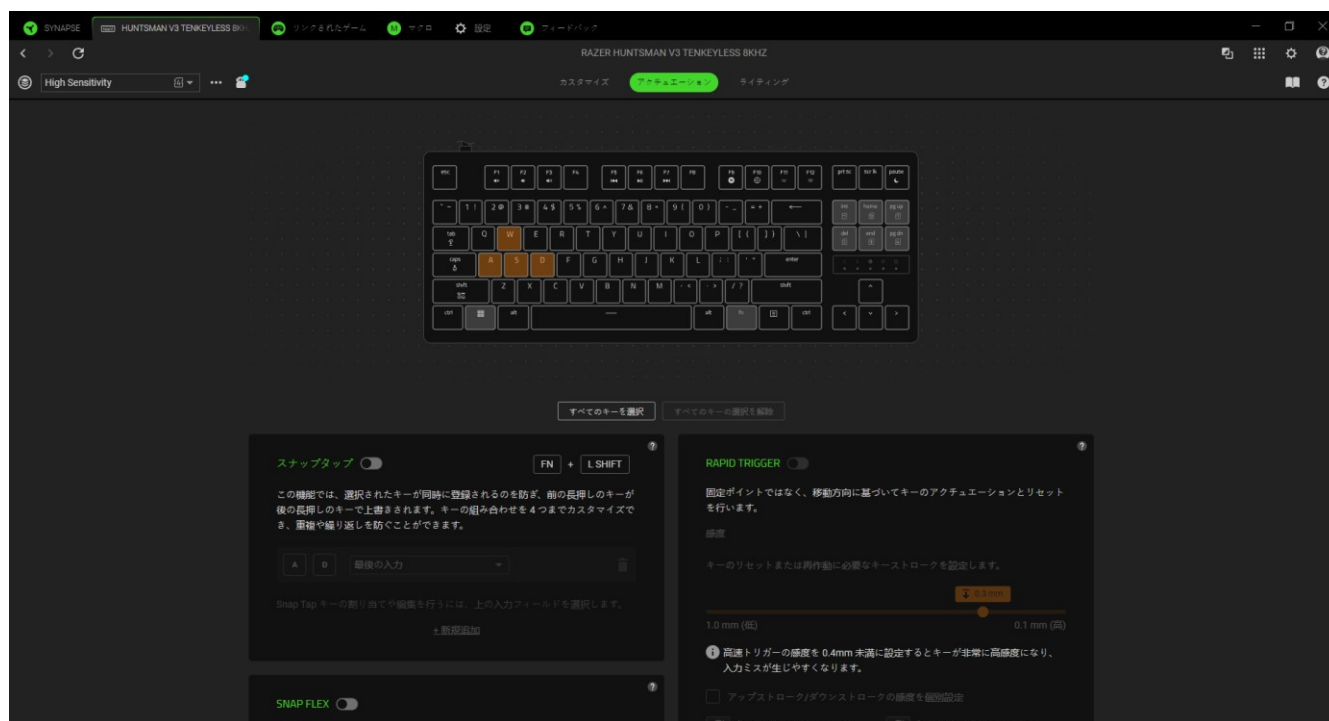 SYNAPSE
HUNTSMAN V3 TENKEYLESS 8KH
リンクされたゲーム
マクロ
設定
フィードバック
RAZER HUNTSMAN V3 TENKEYLESS 8KHZ
High Sensitivity
カスタマイズ
アクチュエーション
ライティング
esc F1 F2 F3 F4 F5 F6 F7 F8 F9 F10 F11 F12 prt sc scr lk pause
` ~ 1 ! 2 @ 3 # 4 $ 5 % 6 ^ 7 & 8 * 9 ( 0 ) - _ = + ins home pg up
tab Q W E R T Y U I O P [ { ] } \ | del end pg dn
caps A S D F G H J K L ; : ' " enter
shift Z X C V B N M , < . > / ? shift
ctrl alt alt fn ctrl
すべてのキーを選択
すべてのキーの選択を解除
スナップタップ
FN + L SHIFT
この機能では、選択されたキーが同時に登録されるのを防ぎ、前の長押しのキーが
後の長押しのキーで上書きされます。キーの組み合わせを 4 つまでカスタマイズで
き、重複や繰り返しを防ぐことができます。
A D 最後の入力
Snap Tap キーの割り当てや編集を行うには、上の入力フィールドを選択します。
+ 新規追加
SNAP FLEX
RAPID TRIGGER
固定ポイントではなく、移動方向に基づいてキーのアクチュエーションとリセット
を行います。
感度
キーのリセットまたは再作動に必要なキーストロークを設定します。
0.3 mm
1.0 mm (低)
0.1 mm (高)
高速トリガーの感度を 0.4mm 未満に設定するとキーが非常に高感度になり、
入力ミスが生じやすくなります。
アップストローク/ダウンストロークの感度を個別設定